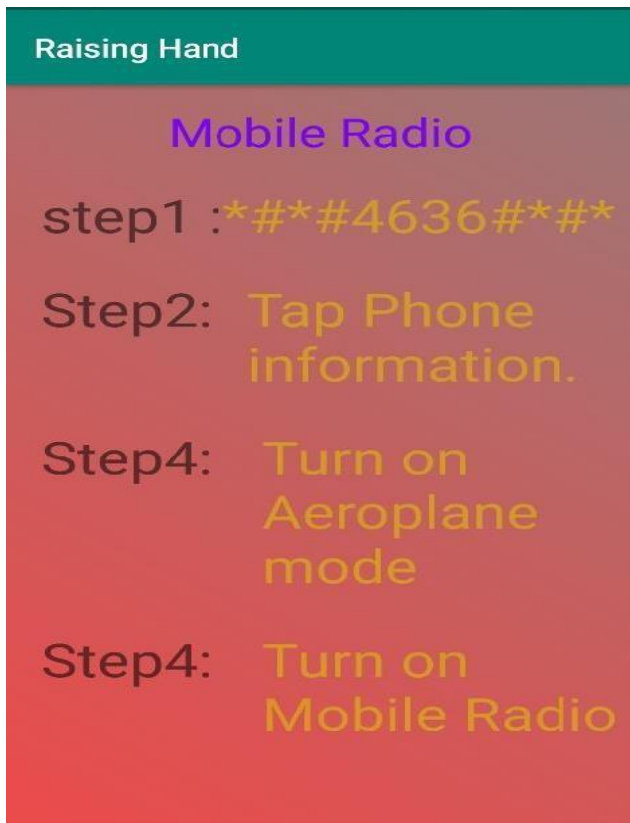 Raising Hand
Mobile Radio
step1 :*#*#4636#*#*
Step2: Tap Phone
information.
Step4: Turn on
Aeroplane
mode
Step4: Turn on
Mobile Radio